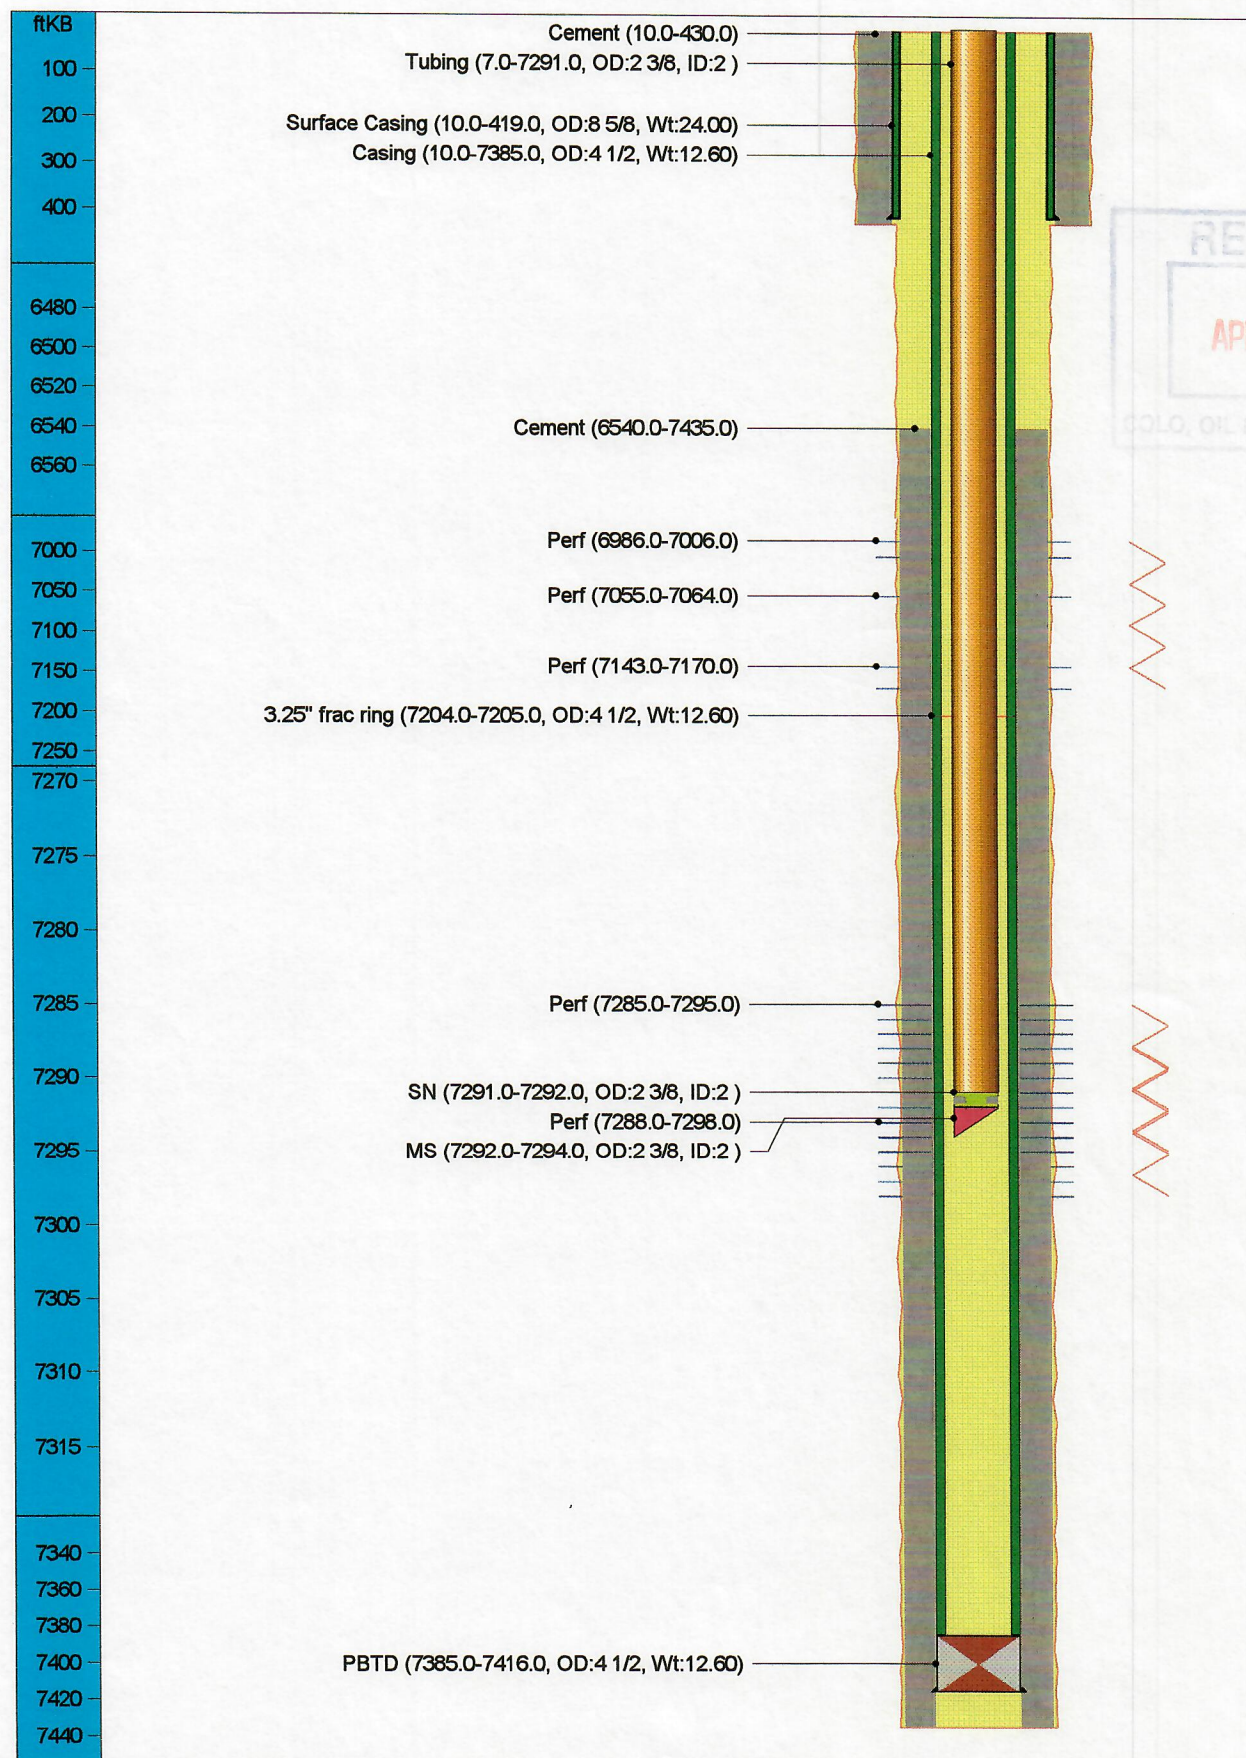 ftKB
Cement (10.0-430.0)
Tubing (7.0-7291.0, OD:2 3/8, ID:2 )
100
200
Surface Casing (10.0-419.0, OD:8 5/8, Wt:24.00)
Casing (10.0-7385.0, OD:4 1/2, Wt:12.60)
300
400
RE
6480
AP
6500
6520
6540
Cement (6540.0-7435.0)
COLO, OIL
6560
Perf (6986.0-7006.0)
7000
7050
Perf (7055.0-7064.0)
7100
7150
Perf (7143.0-7170.0)
7200
3.25" frac ring (7204.0-7205.0, OD:4 1/2, Wt:12.60)
7250
7270
7275
7280
7285
Perf (7285.0-7295.0)
7290
SN (7291.0-7292.0, OD:2 3/8, ID:2 )
Perf (7288.0-7298.0)
7295
MS (7292.0-7294.0, OD:2 3/8, ID:2 )
7300
7305
7310
7315
7340
7360
7380
7400
PBTD (7385.0-7416.0, OD:4 1/2, Wt:12.60)
7420
7440